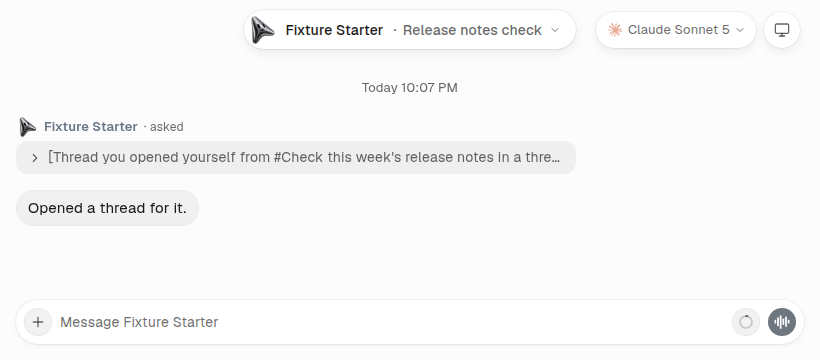 Fixture Starter · Release notes check
Claude Sonnet 5
Today 10:07 PM
Fixture Starter · asked
[Thread you opened yourself from #Check this week's release notes in a thre...
Opened a thread for it.
Message Fixture Starter